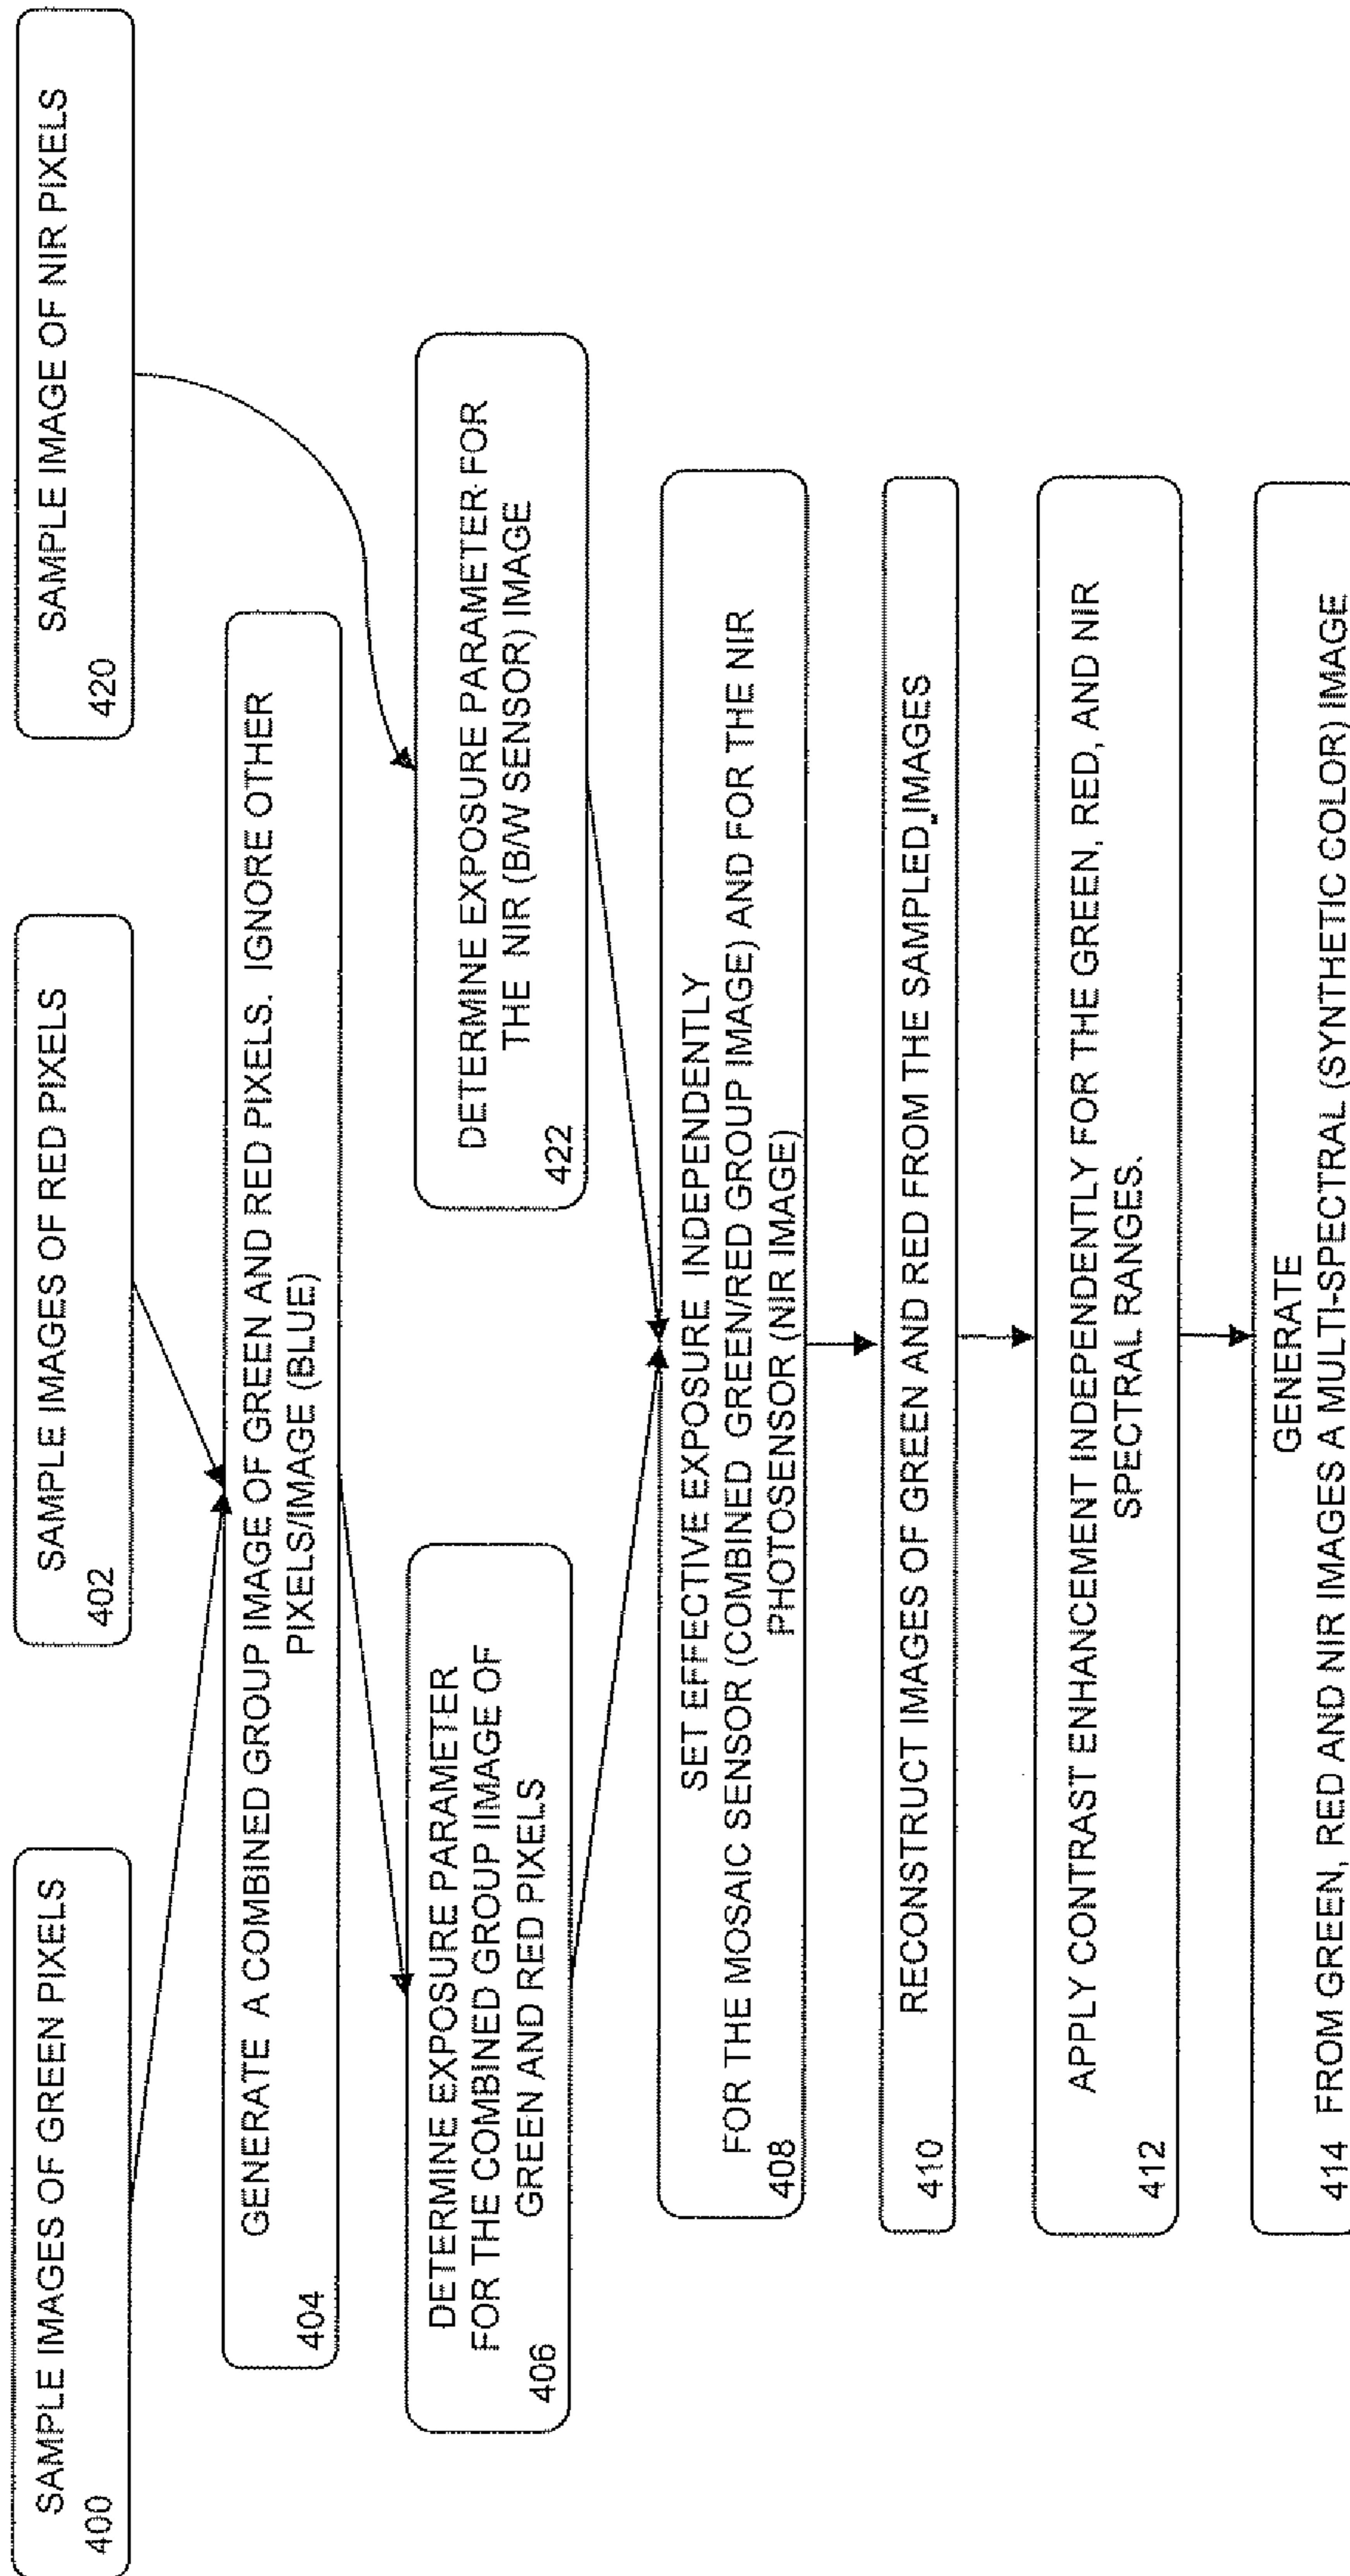 SAMPLE IMAGES OF GREEN PIXELS
400
SAMPLE IMAGES OF RED PIXELS
402
SAMPLE IMAGE OF NIR PIXELS
420
GENERATE A COMBINED GROUP IMAGE OF GREEN AND RED PIXELS. IGNORE OTHER
PIXELS/IMAGE (BLUE)
404
DETERMINE EXPOSURE PARAMETER
FOR THE COMBINED GROUP IIMAGE OF
GREEN AND RED PIXELS
406
DETERMINE EXPOSURE PARAMETER FOR
THE NIR (B/W SENSOR) IMAGE
422
SET EFFECTIVE EXPOSURE INDEPENDENTLY
FOR THE MOSAIC SENSOR (COMBINED GREEN/RED GROUP IMAGE) AND FOR THE NIR
PHOTOSENSOR (NIR IMAGE)
408
RECONSTRUCT IMAGES OF GREEN AND RED FROM THE SAMPLED IMAGES
410
APPLY CONTRAST ENHANCEMENT INDEPENDENTLY FOR THE GREEN, RED, AND NIR
SPECTRAL RANGES.
412
GENERATE
414 FROM GREEN, RED AND NIR IMAGES A MULTI-SPECTRAL (SYNTHETIC COLOR) IMAGE